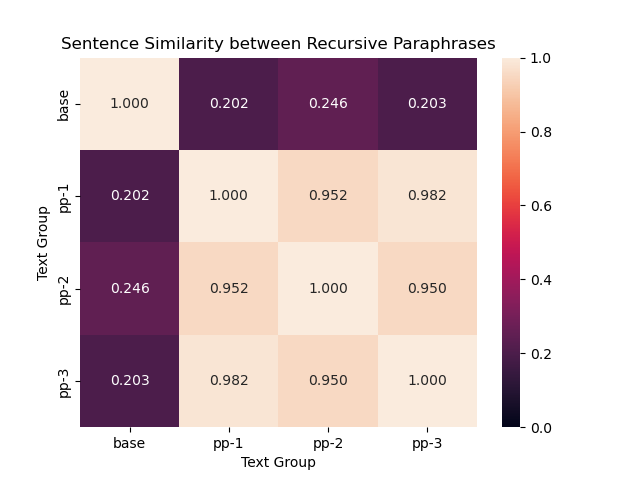 Sentence Similarity between Recursive Paraphrases
base 1.000 0.202 0.246 0.203
pp-1 0.202 1.000 0.952 0.982
pp-2 0.246 0.952 1.000 0.950
pp-3 0.203 0.982 0.950 1.000
base pp-1 pp-2 pp-3
Text Group
Text Group
1.0
0.8
0.6
0.4
0.2
0.0